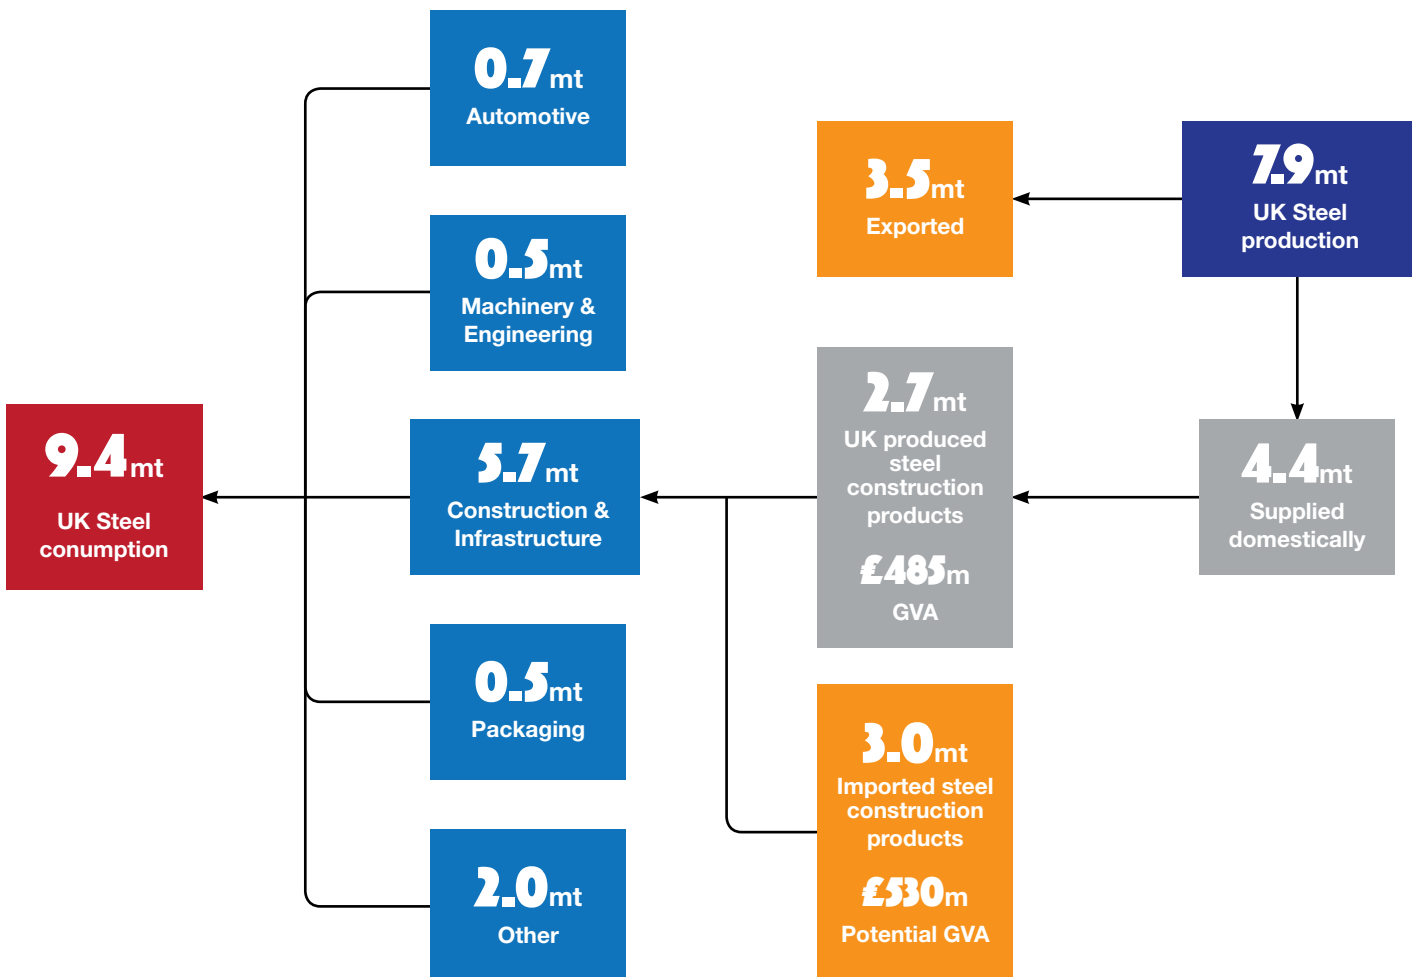 0.7mt
Automotive
0.5mt
Machinery &
Engineering
9.4mt
UK Steel
conumption
5.7mt
Construction &
Infrastructure
0.5mt
Packaging
2.0mt
Other
3.5mt
Exported
2.7mt
UK produced
steel
construction
products
£485m
GVA
3.0mt
Imported steel
construction
products
£530m
Potential GVA
7.9mt
UK Steel
production
4.4mt
Supplied
domestically